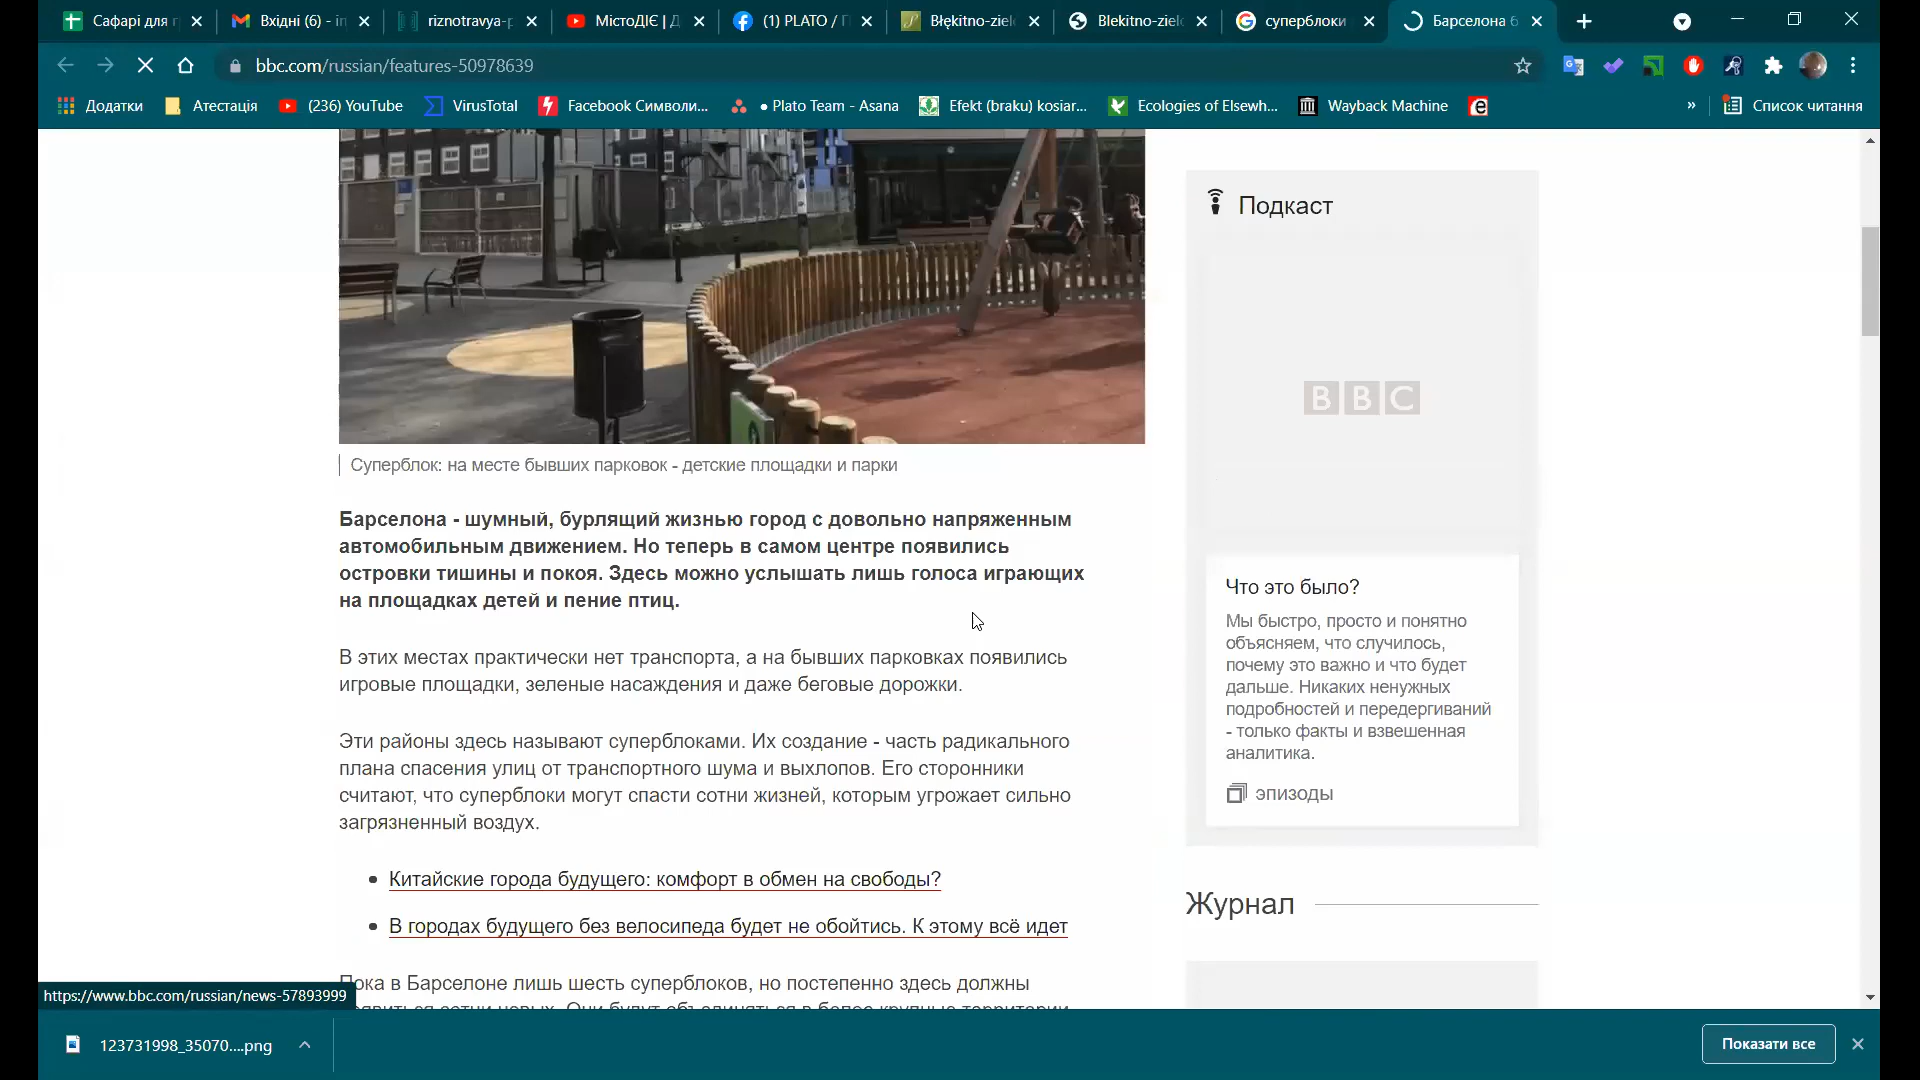 Сафарі для г
Вхідні (6) - in
riznotravya-p
МістоДІЄ | Д
(1) PLATO / П
Błękitno-ziel
Blekitno-ziel
суперблоки
Барселона б
bbc.com/russian/features-50978639
Додатки
Атестація
(236) YouTube
VirusTotal
Facebook Символи...
• Plato Team - Asana
Efekt (braku) kosiar...
Ecologies of Elsewh...
Wayback Machine
»
Список читання
Суперблок: на месте бывших парковок - детские площадки и парки
Барселона - шумный, бурлящий жизнью город с довольно напряженным
автомобильным движением. Но теперь в самом центре появились
островки тишины и покоя. Здесь можно услышать лишь голоса играющих
на площадках детей и пение птиц.
В этих местах практически нет транспорта, а на бывших парковках появились
игровые площадки, зеленые насаждения и даже беговые дорожки.
Эти районы здесь называют суперблоками. Их создание - часть радикального
плана спасения улиц от транспортного шума и выхлопов. Его сторонники
считают, что суперблоки могут спасти сотни жизней, которым угрожает сильно
загрязненный воздух.
• Китайские города будущего: комфорт в обмен на свободы?
• В городах будущего без велосипеда будет не обойтись. К этому всё идет
Пока в Барселоне лишь шесть суперблоков, но постепенно здесь должны
Подкаст
BBC
Что это было?
Мы быстро, просто и понятно
объясняем, что случилось,
почему это важно и что будет
дальше. Никаких ненужных
подробностей и передергиваний
- только факты и взвешенная
аналитика.
эпизоды
Журнал
https://www.bbc.com/russian/news-57893999
123731998_35070....png
Показати все